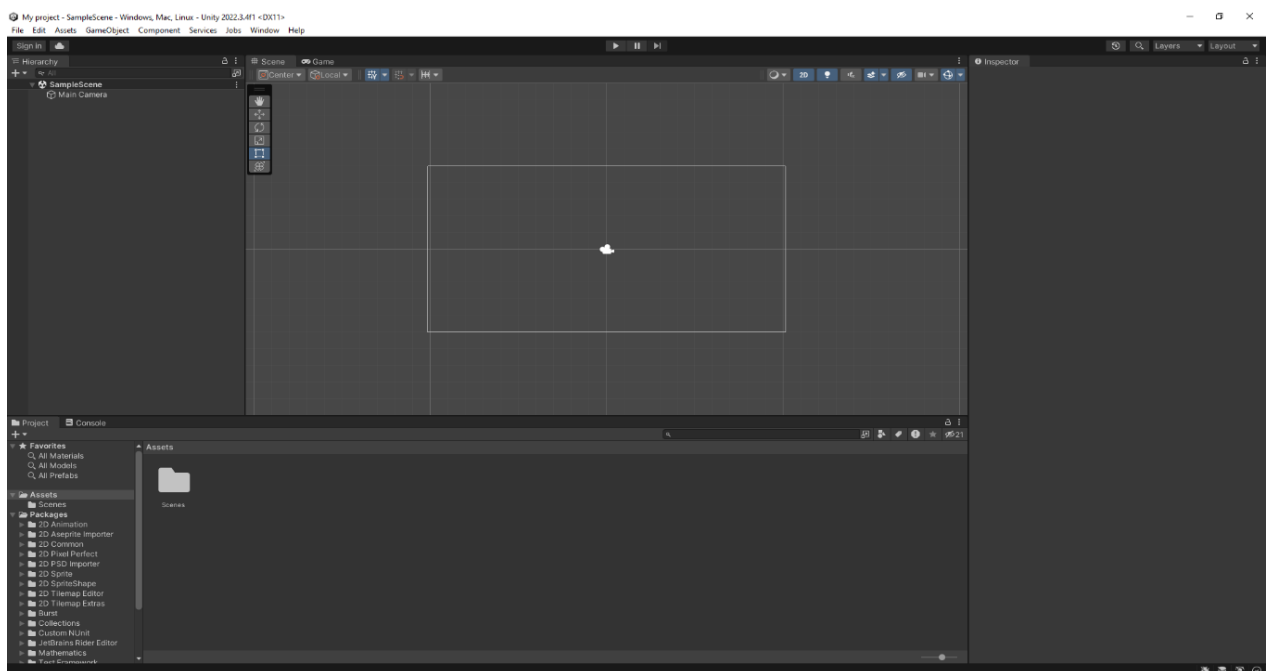 My project - SampleScene - Windows, Mac, Linux - Unity 2022.3.4f1 <DX11>
File Edit Assets GameObject Component Services Jobs Window Help
Sign in
Layers Layout
Hierarchy
Scene Game
Inspector
All
Center Local
2D
SampleScene
Main Camera
Project Console
21
Favorites
Assets
All Materials
All Models
All Prefabs
Assets
Scenes
Scenes
Packages
2D Animation
2D Aseprite Importer
2D Common
2D Pixel Perfect
2D PSD Importer
2D Sprite
2D SpriteShape
2D Tilemap Editor
2D Tilemap Extras
Burst
Collections
Custom NUnit
JetBrains Rider Editor
Mathematics
Test Framework